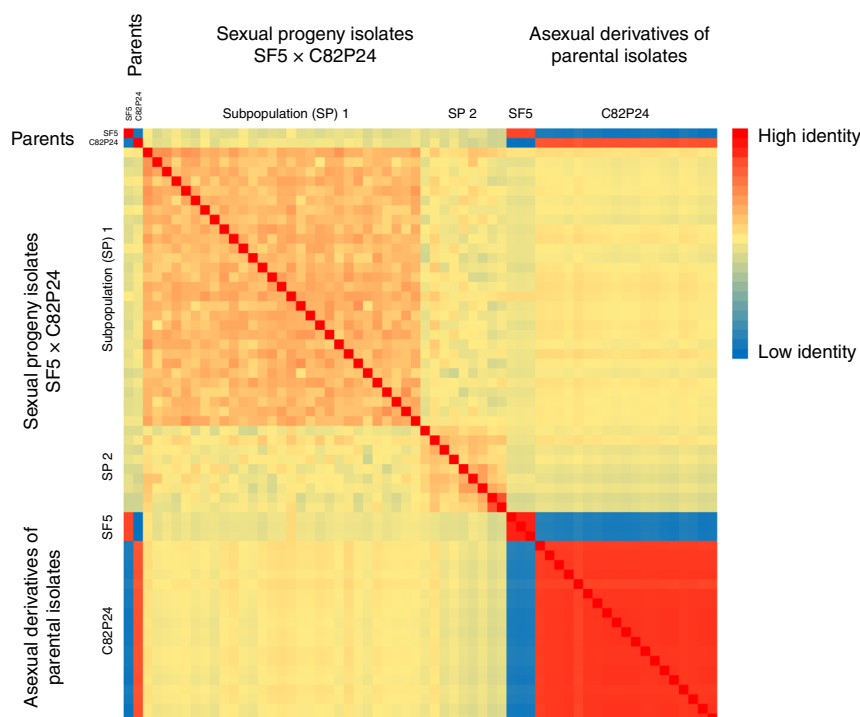 Parents
Sexual progeny isolates
SF5 × C82P24
Asexual derivatives of
parental isolates
SF5
C82P24
Subpopulation (SP) 1
SP 2
SF5
C82P24
Parents
SF5
C82P24
High identity
Low identity
Sexual progeny isolates
SF5 × C82P24
Subpopulation (SP) 1
SP 2
Asexual derivatives of
parental isolates
SF5
C82P24